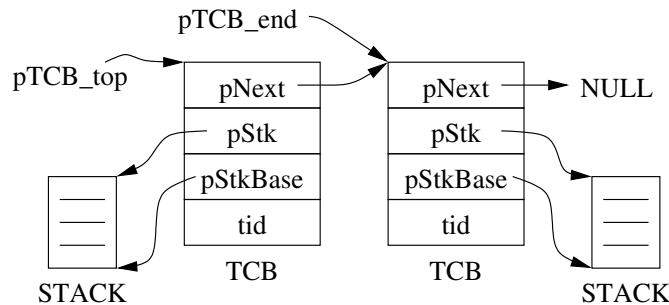 pTCB_end
pTCB_top
pNext
pStk
pStkBase
tid
TCB
STACK
pNext
NULL
pStk
pStkBase
tid
TCB
STACK